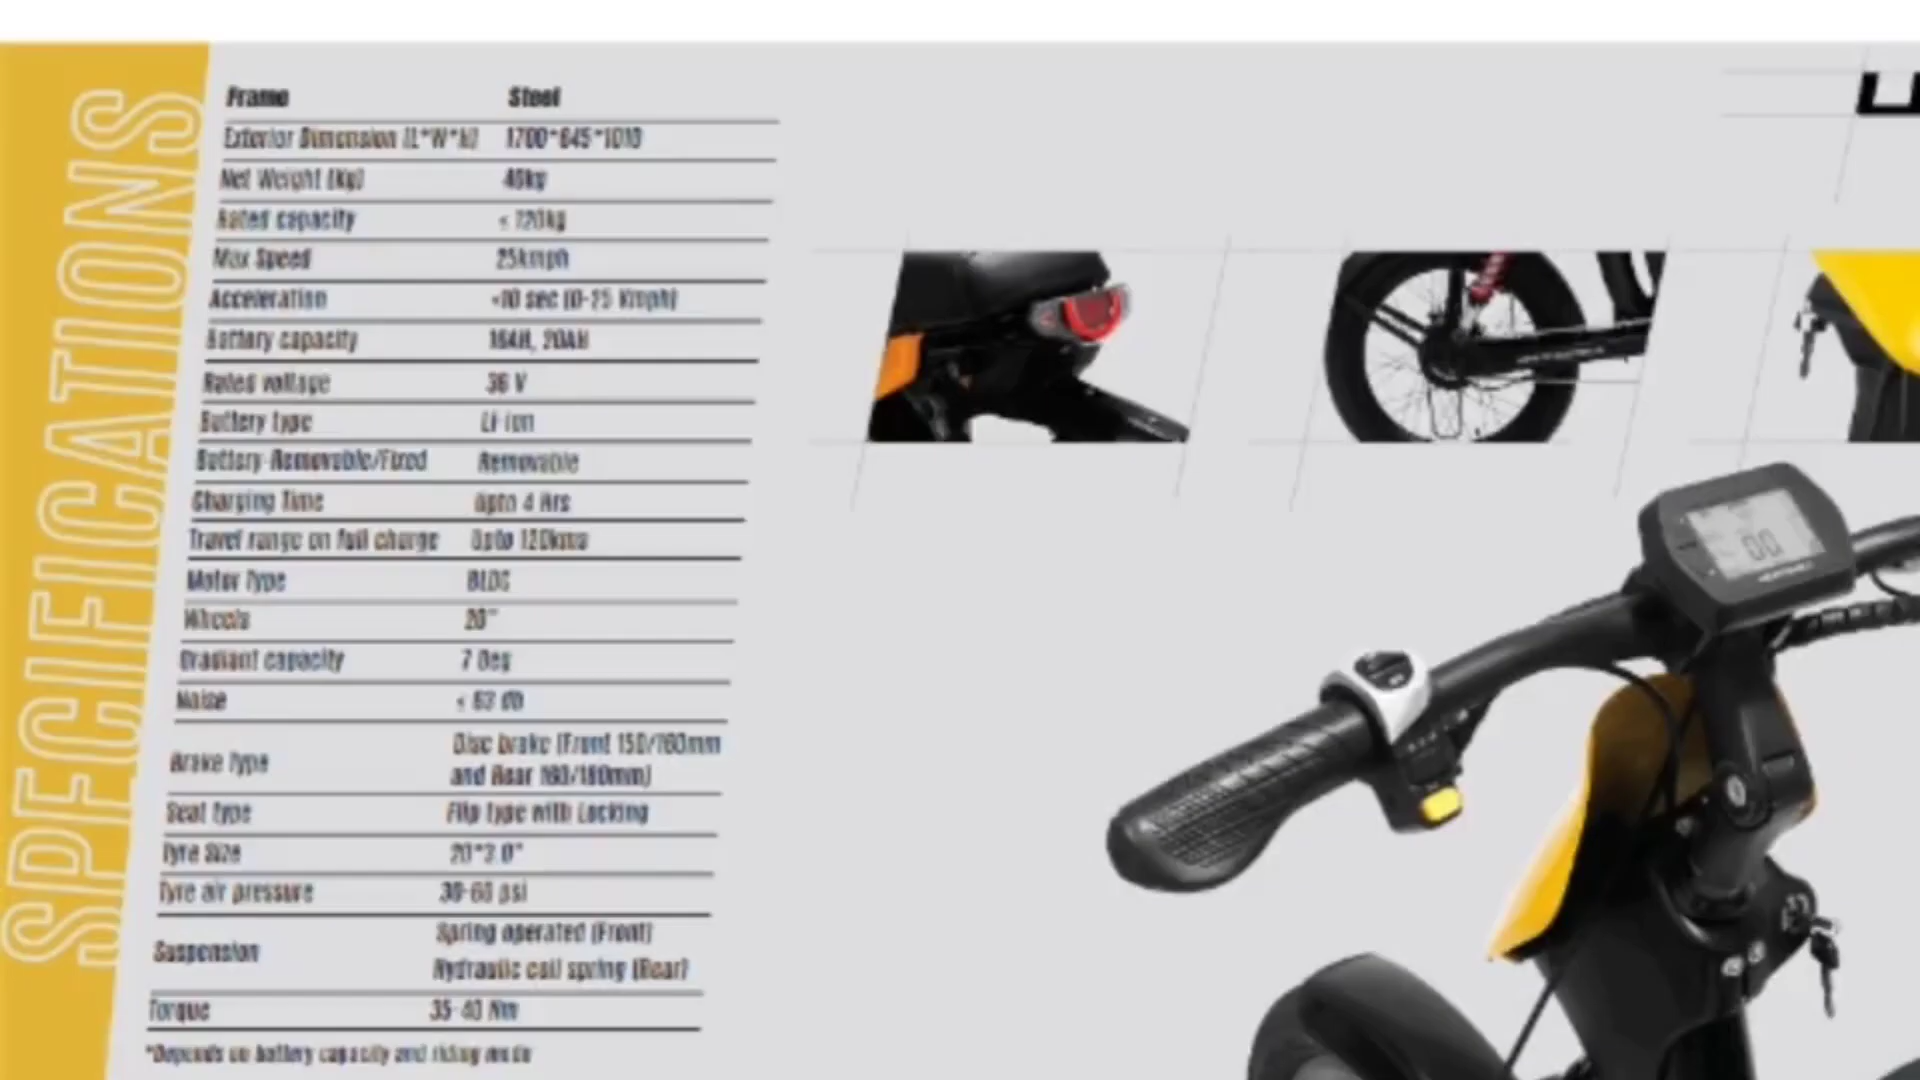 SPECIFICATIONS
Frame Steel
Exterior Dimension (L*W*H) 1700*645*1010
Net Weight (Kg)
Rated capacity < 120kg
Max Speed 25kmph
Acceleration <10 sec (0-25 Kmph)
Battery capacity 16AH, 20AH
Rated voltage 36 V
Battery type Li-ion
Battery-Removable/Fixed Removable
Charging Time Upto 4 Hrs
Travel range on full charge Upto 120kms
Motor Type BLDC
Wheels 20"
Gradiant capacity 7 Deg
Noise
Brake Type Disc brake (Front 150/160mm
and Rear 160/180mm)
Seat type Flip type with Locking
Tyre Size 20*3.0"
Tyre air pressure 30-60 psi
Suspension Spring operated (Front)
Hydraulic coil spring (Rear)
Torque 35-40 Nm
*Depends on battery capacity and riding mode
00